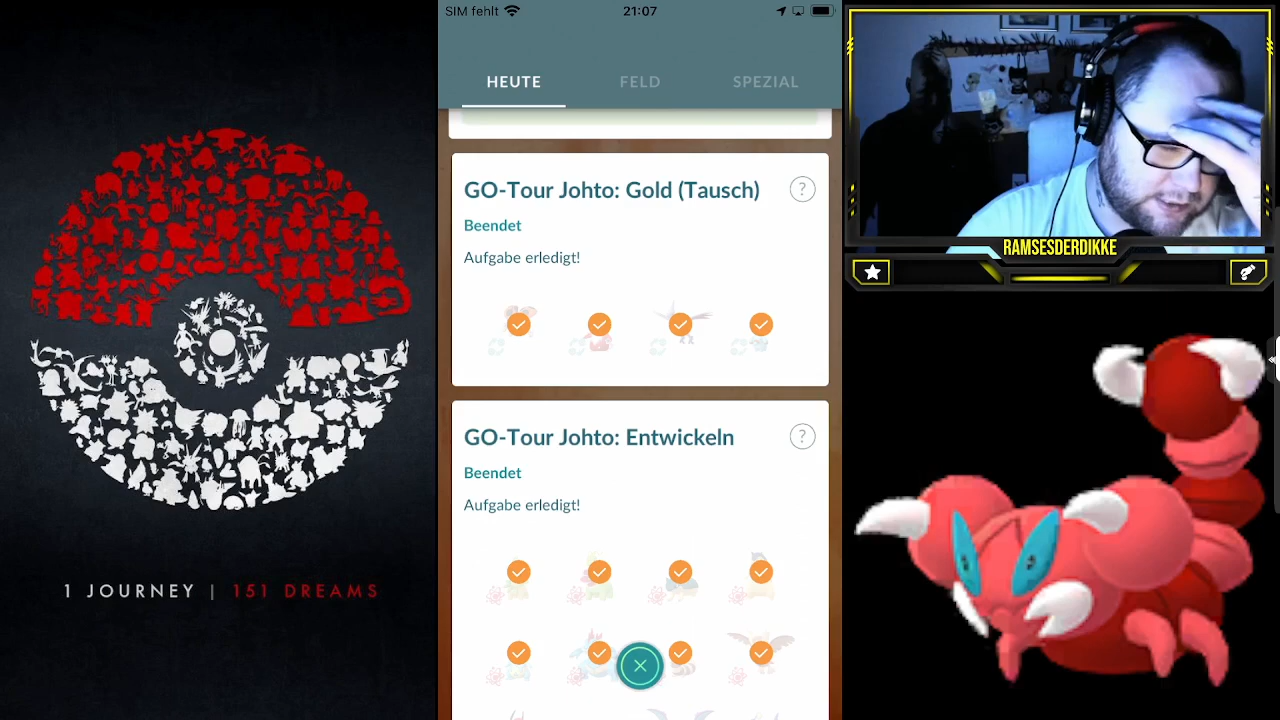 SIM fehlt
21:07
HEUTE
FELD
SPEZIAL
GO-Tour Johto: Gold (Tausch)
?
Beendet
Aufgabe erledigt!
GO-Tour Johto: Entwickeln
?
Beendet
Aufgabe erledigt!
1 JOURNEY | 151 DREAMS
RAMSESDERDIKKE